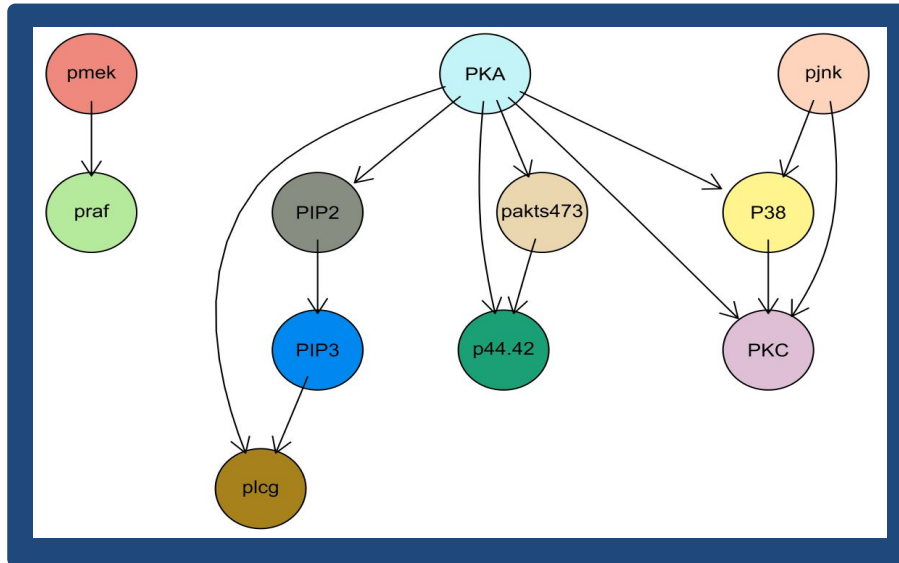 pmek
PKA
pjnk
praf
PIP2
pakts473
P38
PIP3
p44.42
PKC
plcg